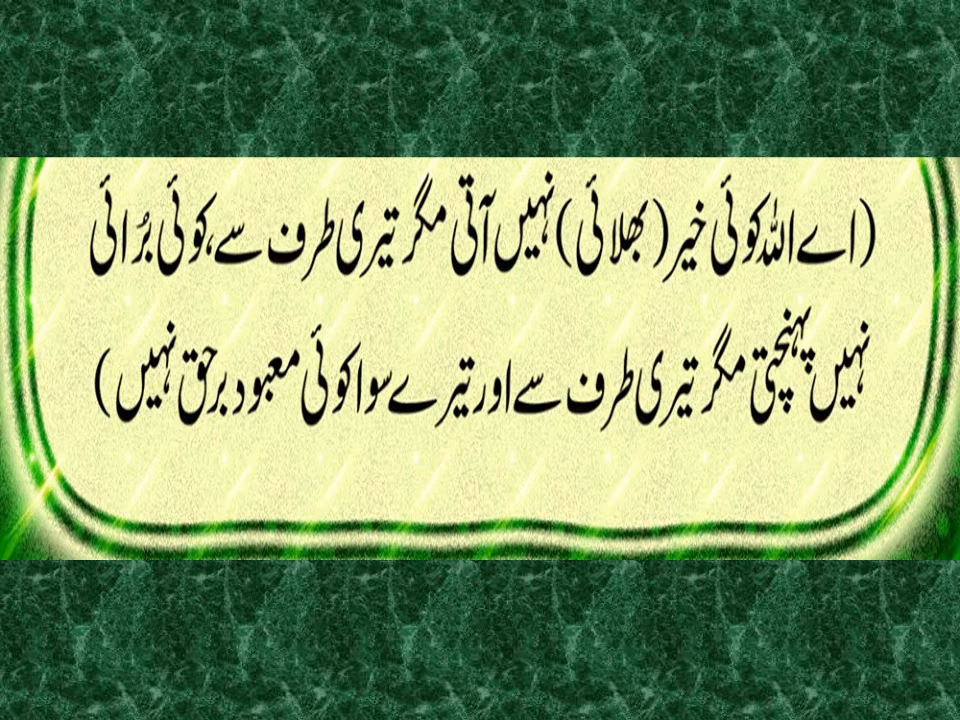 (اے اللہ کوئی خیر (بھلائی) نہیں آتی مگر تیری طرف سے، کوئی بُرائی
نہیں پہنچتی مگر تیری طرف سے اور تیرے سوا کوئی معبود برحق نہیں)